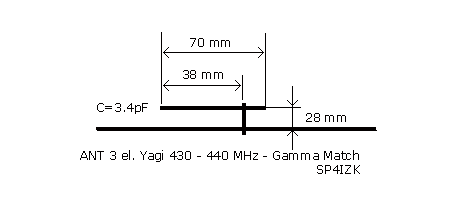 70 mm
38 mm
C=3.4pF
28 mm
ANT 3 el. Yagi 430 - 440 MHz - Gamma Match
SP4IZK